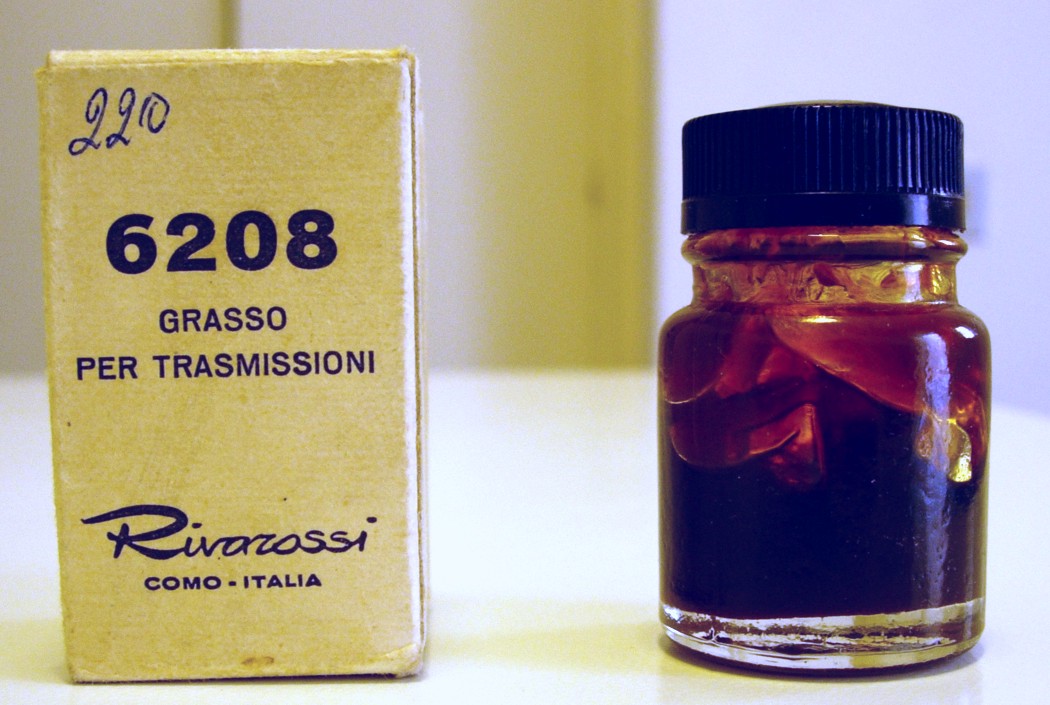 220
6208
GRASSO
PER TRASMISSIONI
Rivarossi
COMO - ITALIA